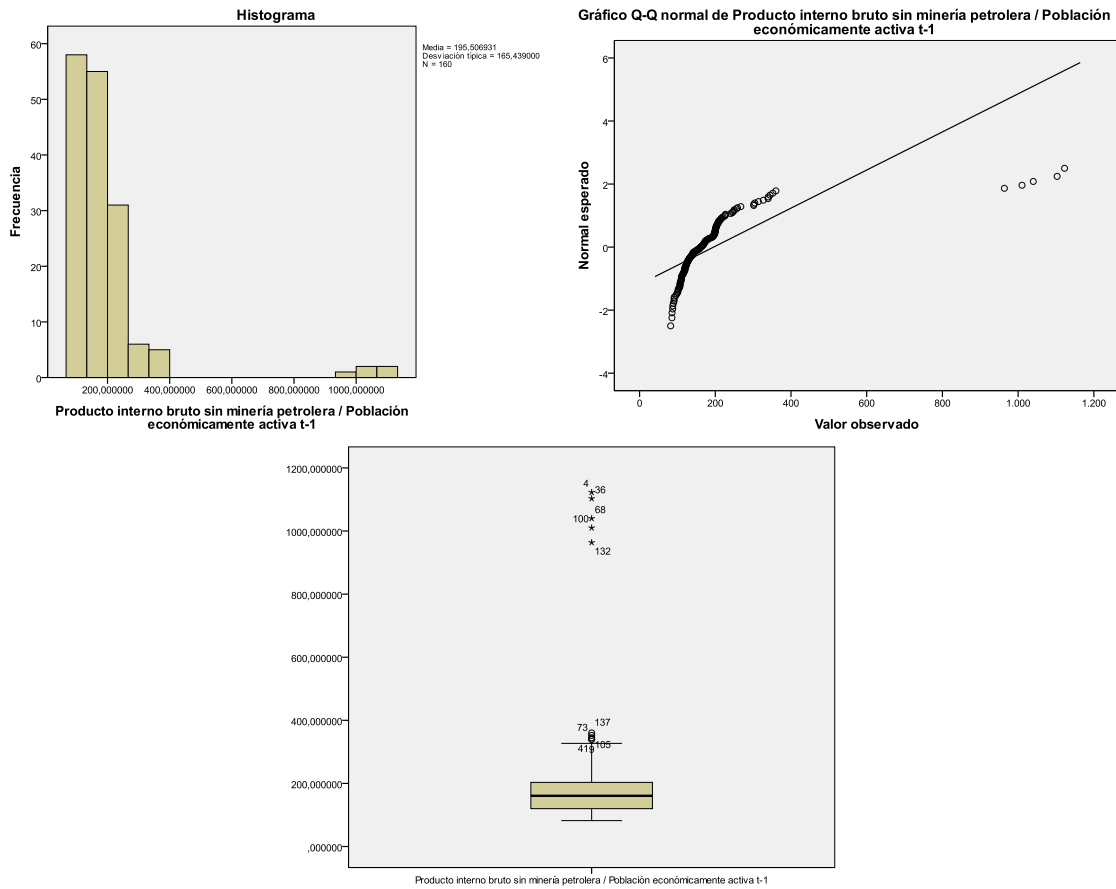 Histograma
60
50
40
30
20
10
0
Frecuencia
200,000000 400,000000 600,000000 800,000000 1000,000000
Producto interno bruto sin minería petrolera / Población
económicamente activa t-1
Media = 195,506931
Desviación típica = 165,439000
N = 160
Gráfico Q-Q normal de Producto interno bruto sin minería petrolera / Población
económicamente activa t-1
6
4
2
0
-2
-4
Normal esperado
0 200 400 600 800 1.000 1.200
Valor observado
1200,000000
1000,000000
800,000000
600,000000
400,000000
200,000000
,000000
4 36
68
100
132
137
73
105
Producto interno bruto sin minería petrolera / Población económicamente activa t-1